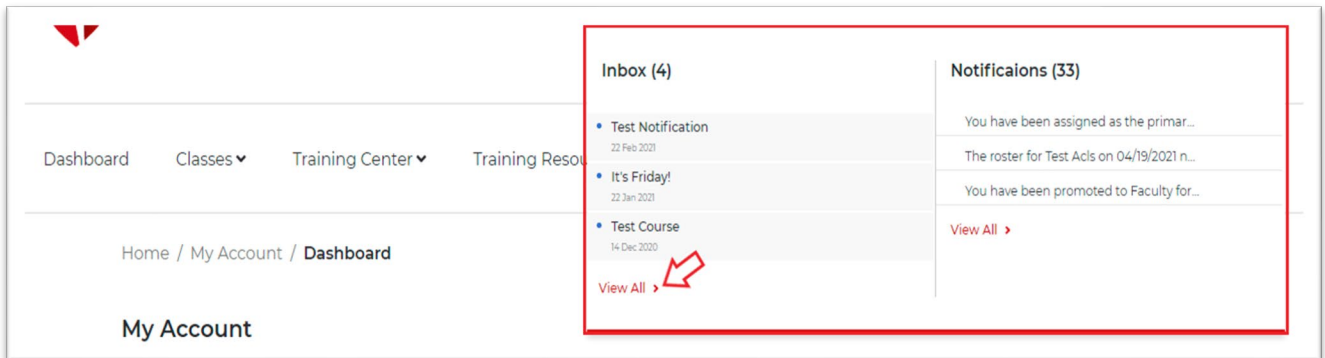 Inbox (4)
Test Notification
22 Feb 2021
It's Friday!
22 Jan 2021
Test Course
14 Dec 2020
View All
Notificaions (33)
You have been assigned as the primar...
The roster for Test Acls on 04/19/2021 n...
You have been promoted to Faculty for...
View All
Dashboard Classes Training Center Training Resou
Home / My Account / Dashboard
My Account